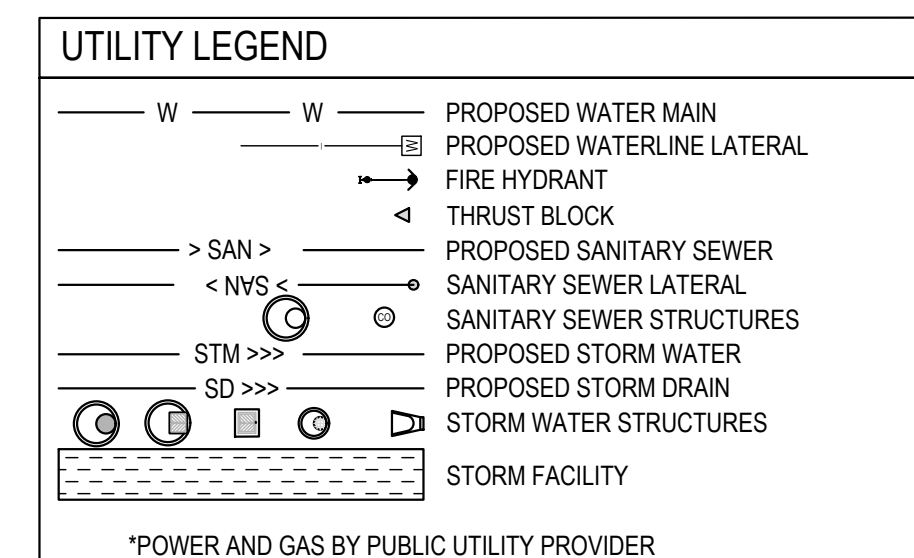 UTILITY LEGEND
W W PROPOSED WATER MAIN
W PROPOSED WATERLINE LATERAL
FIRE HYDRANT
THRUST BLOCK
> SAN > PROPOSED SANITARY SEWER
> SAN > SANITARY SEWER LATERAL
CO SANITARY SEWER STRUCTURES
STM >>> PROPOSED STORM WATER
SD >>> PROPOSED STORM DRAIN
STORM WATER STRUCTURES
STORM FACILITY
*POWER AND GAS BY PUBLIC UTILITY PROVIDER